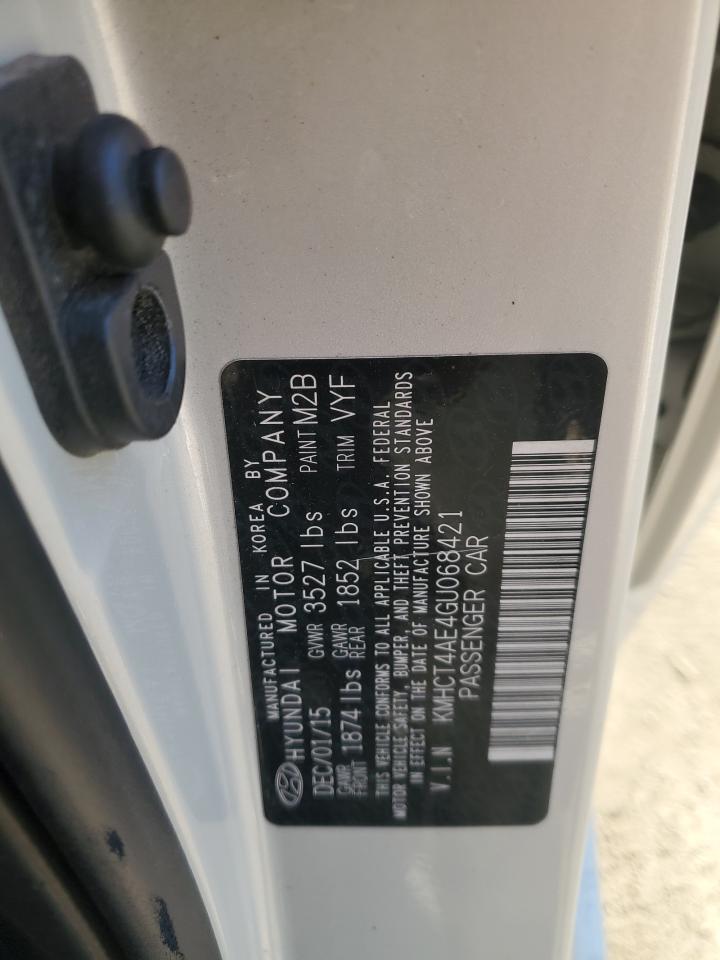 MANUFACTURED IN KOREA BY
HYUNDAI MOTOR COMPANY
DEC/01/15 GVWR 3527 lbs PAINT M2B
GAWR FRONT 1874 lbs GAWR REAR 1852 lbs TRIM VYF
THIS VEHICLE CONFORMS TO ALL APPLICABLE U.S.A. FEDERAL
MOTOR VEHICLE SAFETY, BUMPER, AND THEFT PREVENTION STANDARDS
IN EFFECT ON THE DATE OF MANUFACTURE SHOWN ABOVE
V.I.N KMHCT4AE4GU068421
PASSENGER CAR